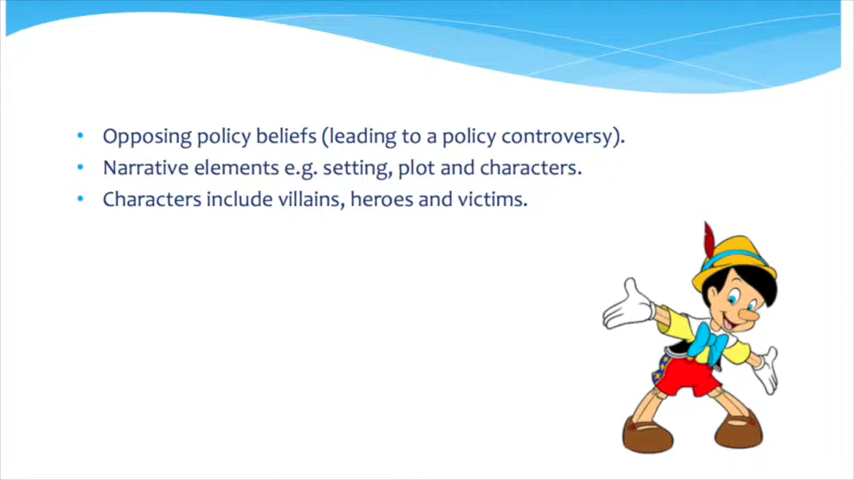 • Opposing policy beliefs (leading to a policy controversy).
• Narrative elements e.g. setting, plot and characters.
• Characters include villains, heroes and victims.